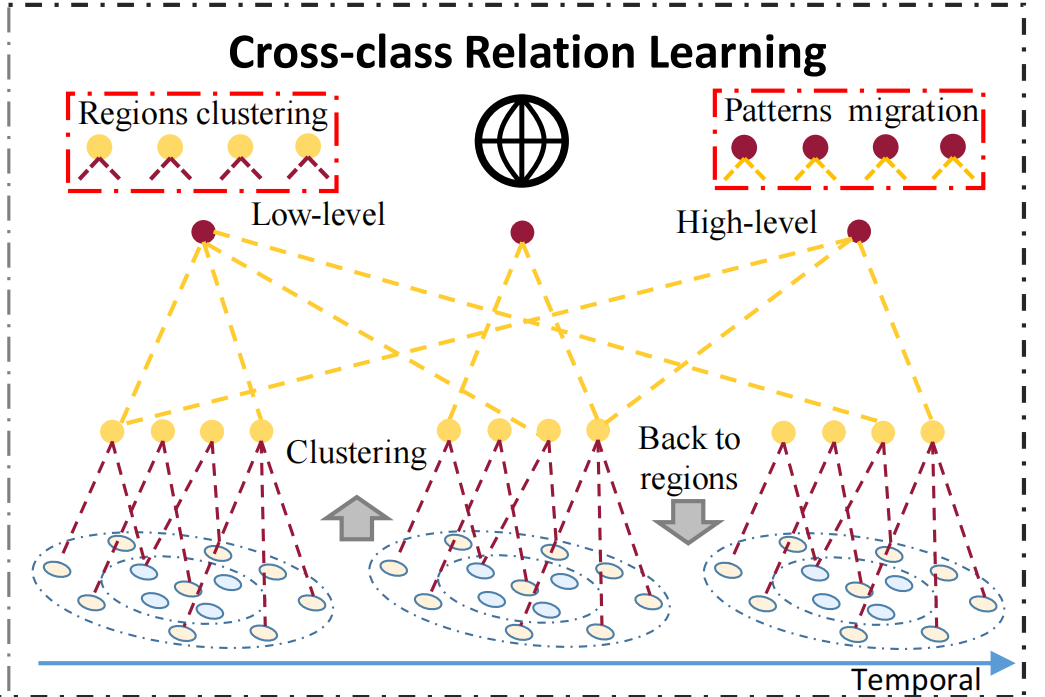 Cross-class Relation Learning
Regions clustering
Patterns migration
Low-level
High-level
Clustering
Back to
regions
Temporal